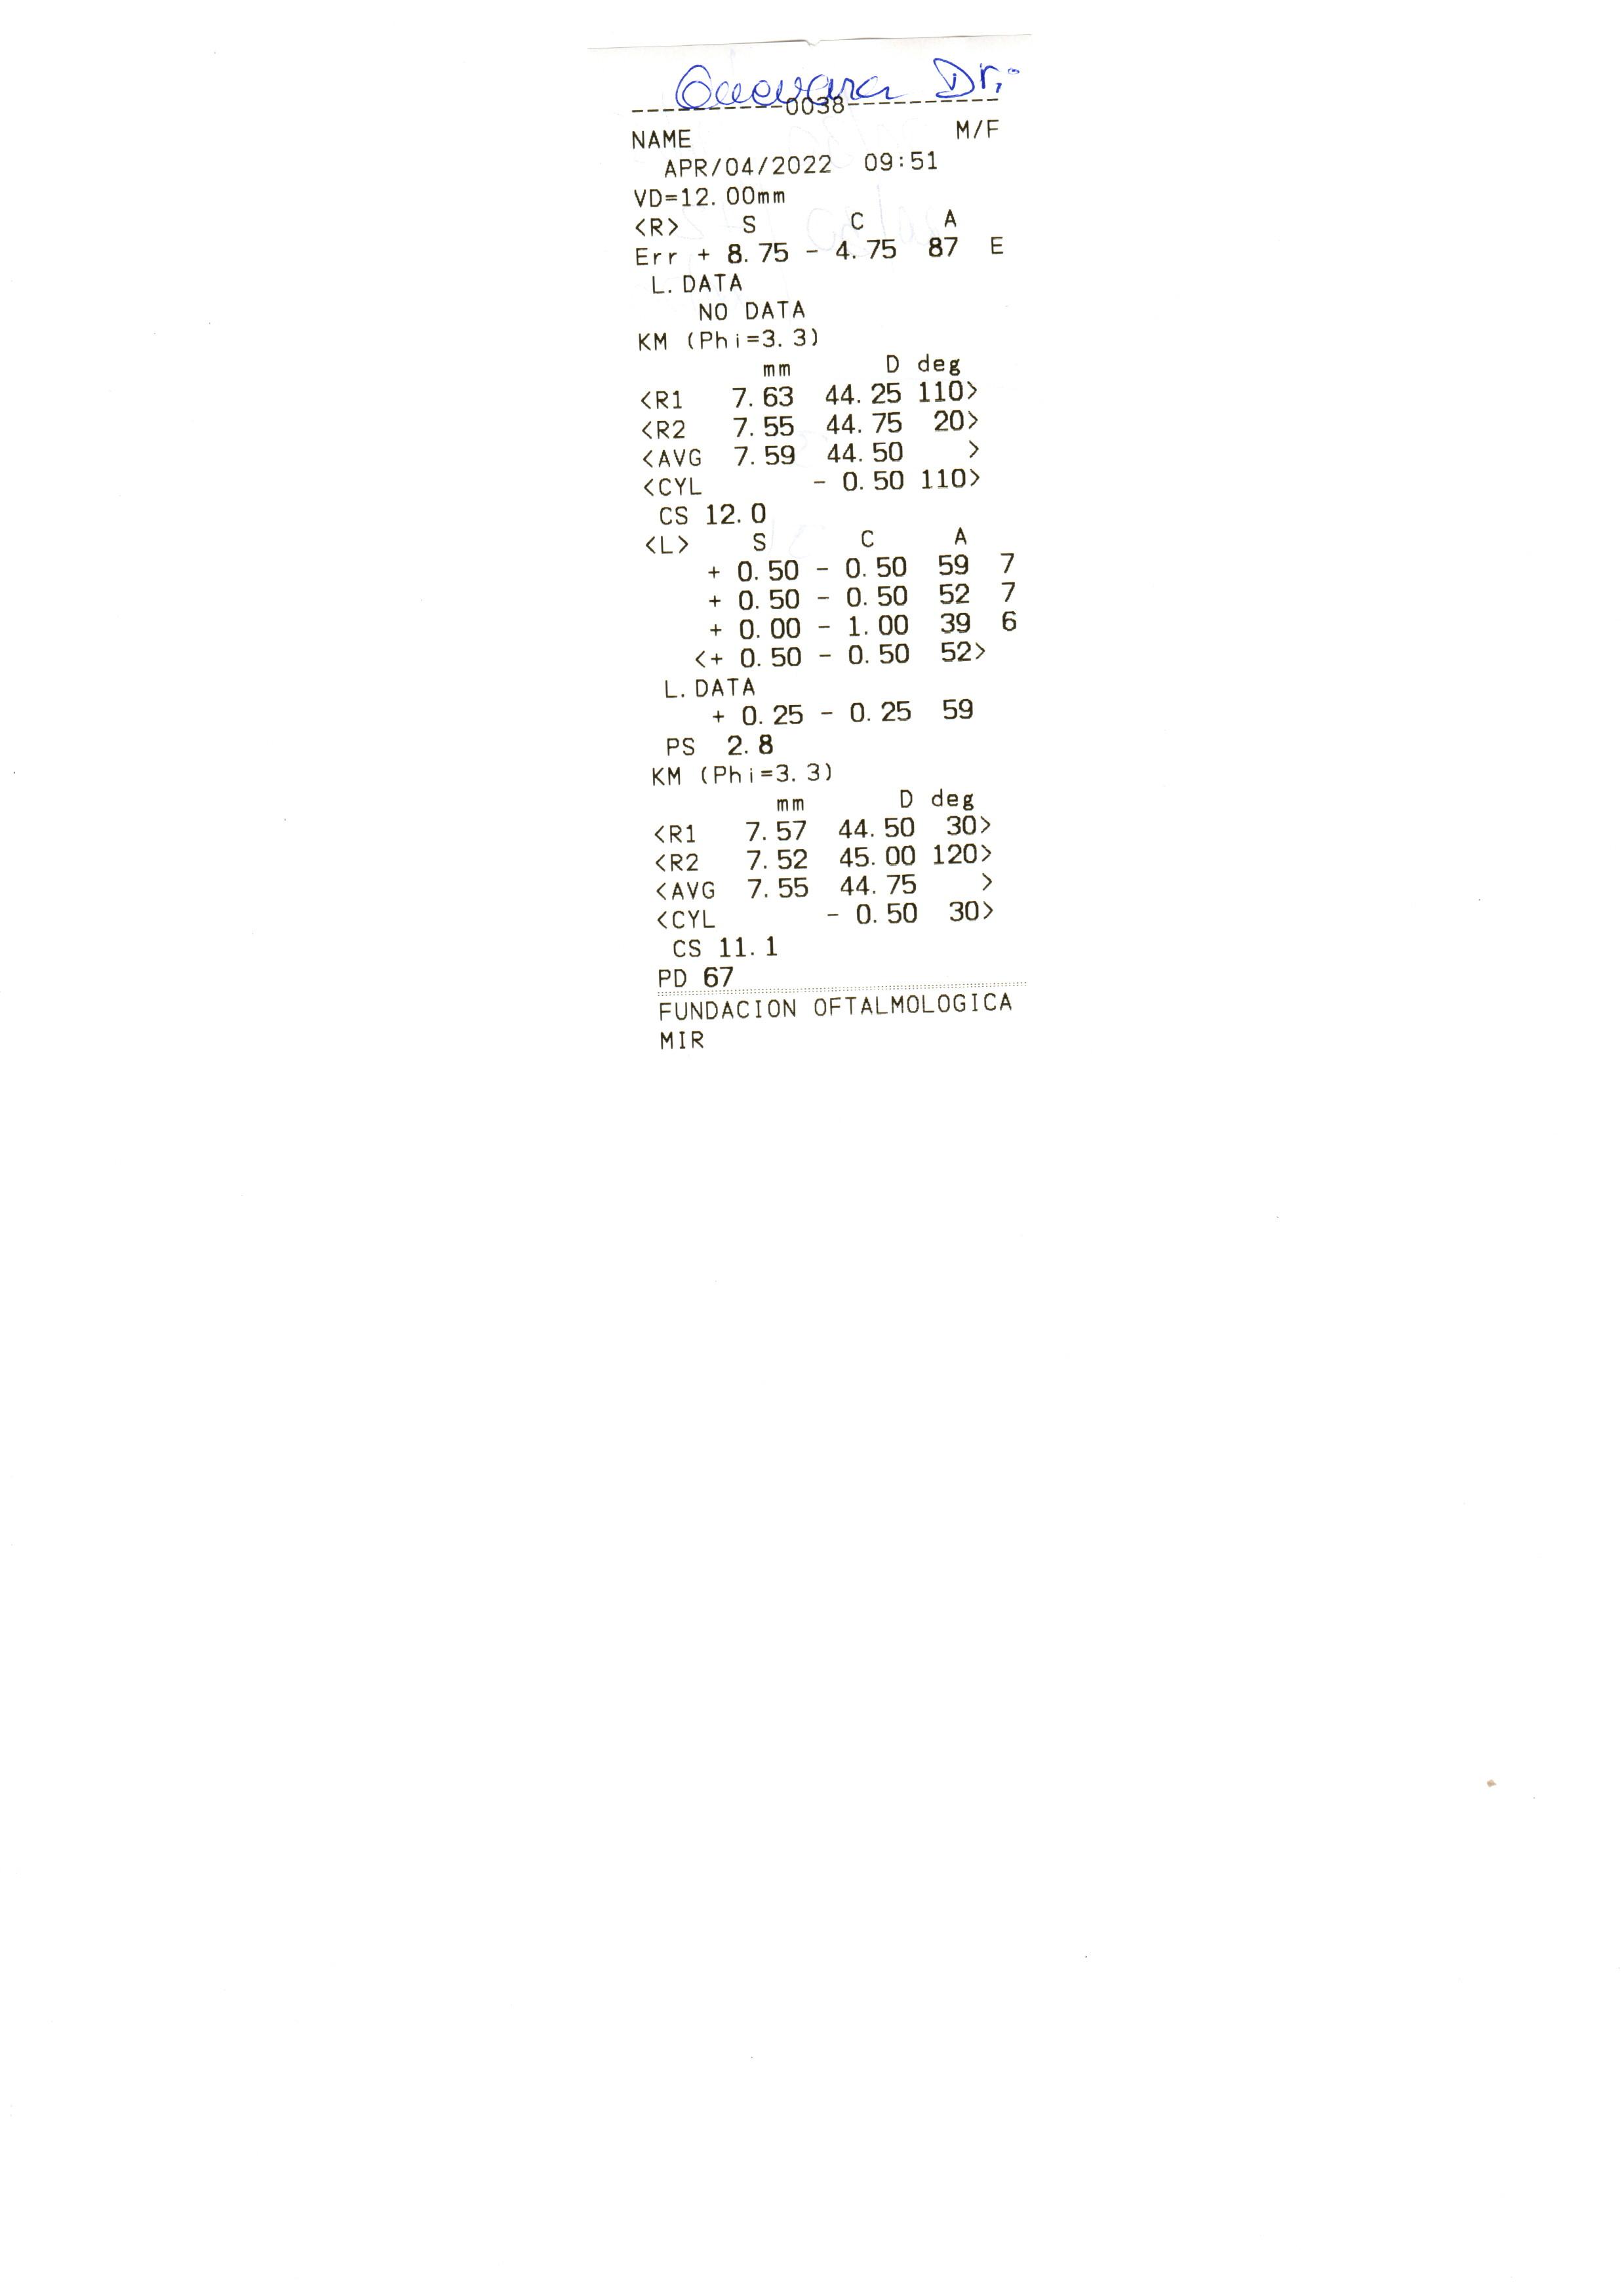 Guevara Dr.
----------0038----------
NAME M/F
APR/04/2022 09:51
VD=12.00mm
<R> S C A
Err + 8.75 - 4.75 87 E
L.DATA
NO DATA
KM (Phi=3.3)
mm D deg
<R1 7.63 44.25 110>
<R2 7.55 44.75 20>
<AVG 7.59 44.50 >
<CYL - 0.50 110>
CS 12.0
<L> S C A
+ 0.50 - 0.50 59 7
+ 0.50 - 0.50 52 7
+ 0.00 - 1.00 39 6
<+ 0.50 - 0.50 52>
L.DATA
+ 0.25 - 0.25 59
PS 2.8
KM (Phi=3.3)
mm D deg
<R1 7.57 44.50 30>
<R2 7.52 45.00 120>
<AVG 7.55 44.75 >
<CYL - 0.50 30>
CS 11.1
PD 67
FUNDACION OFTALMOLOGICA
MIR